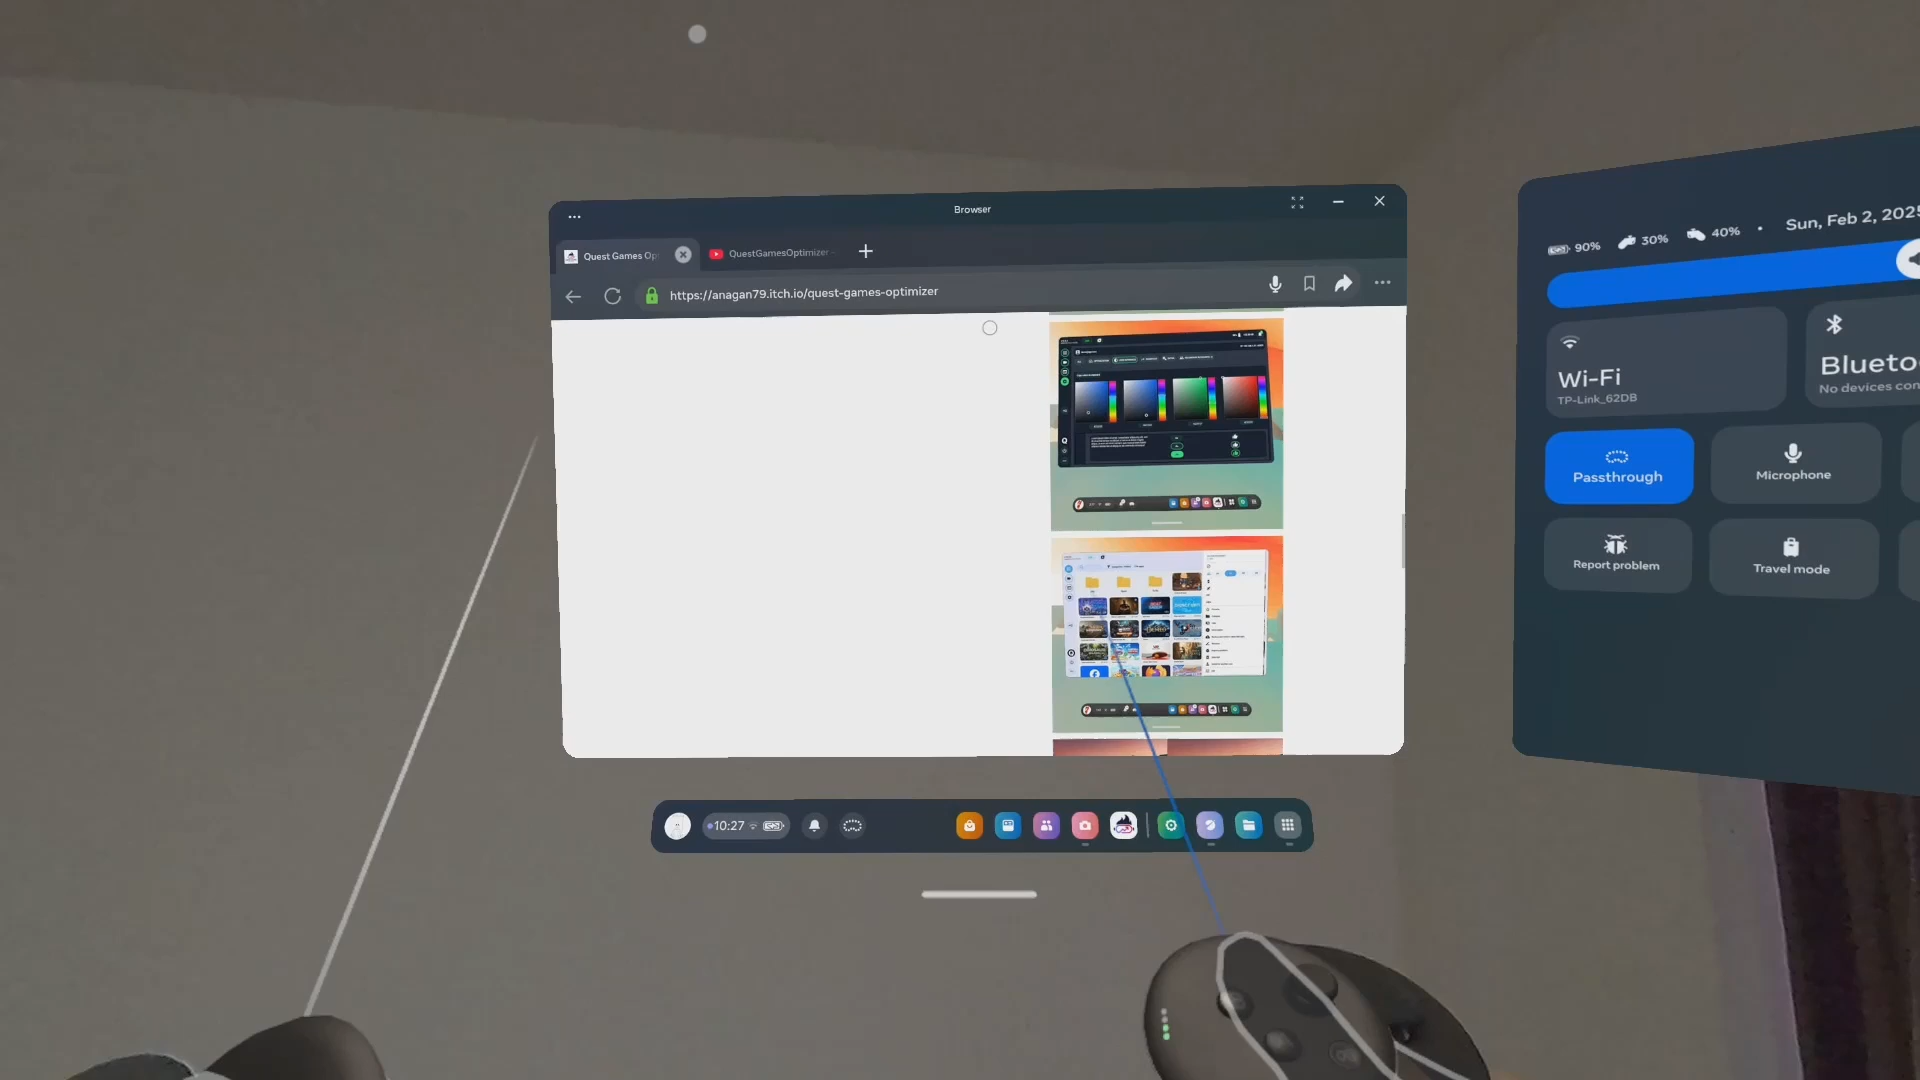 Browser
Quest Games Op
QuestGamesOptimizer -
https://anagan79.itch.io/quest-games-optimizer
10:27
90%
30%
40%
Sun, Feb 2, 2025
Wi-Fi
TP-Link_62DB
Blueto
No devices con
Passthrough
Microphone
Report problem
Travel mode